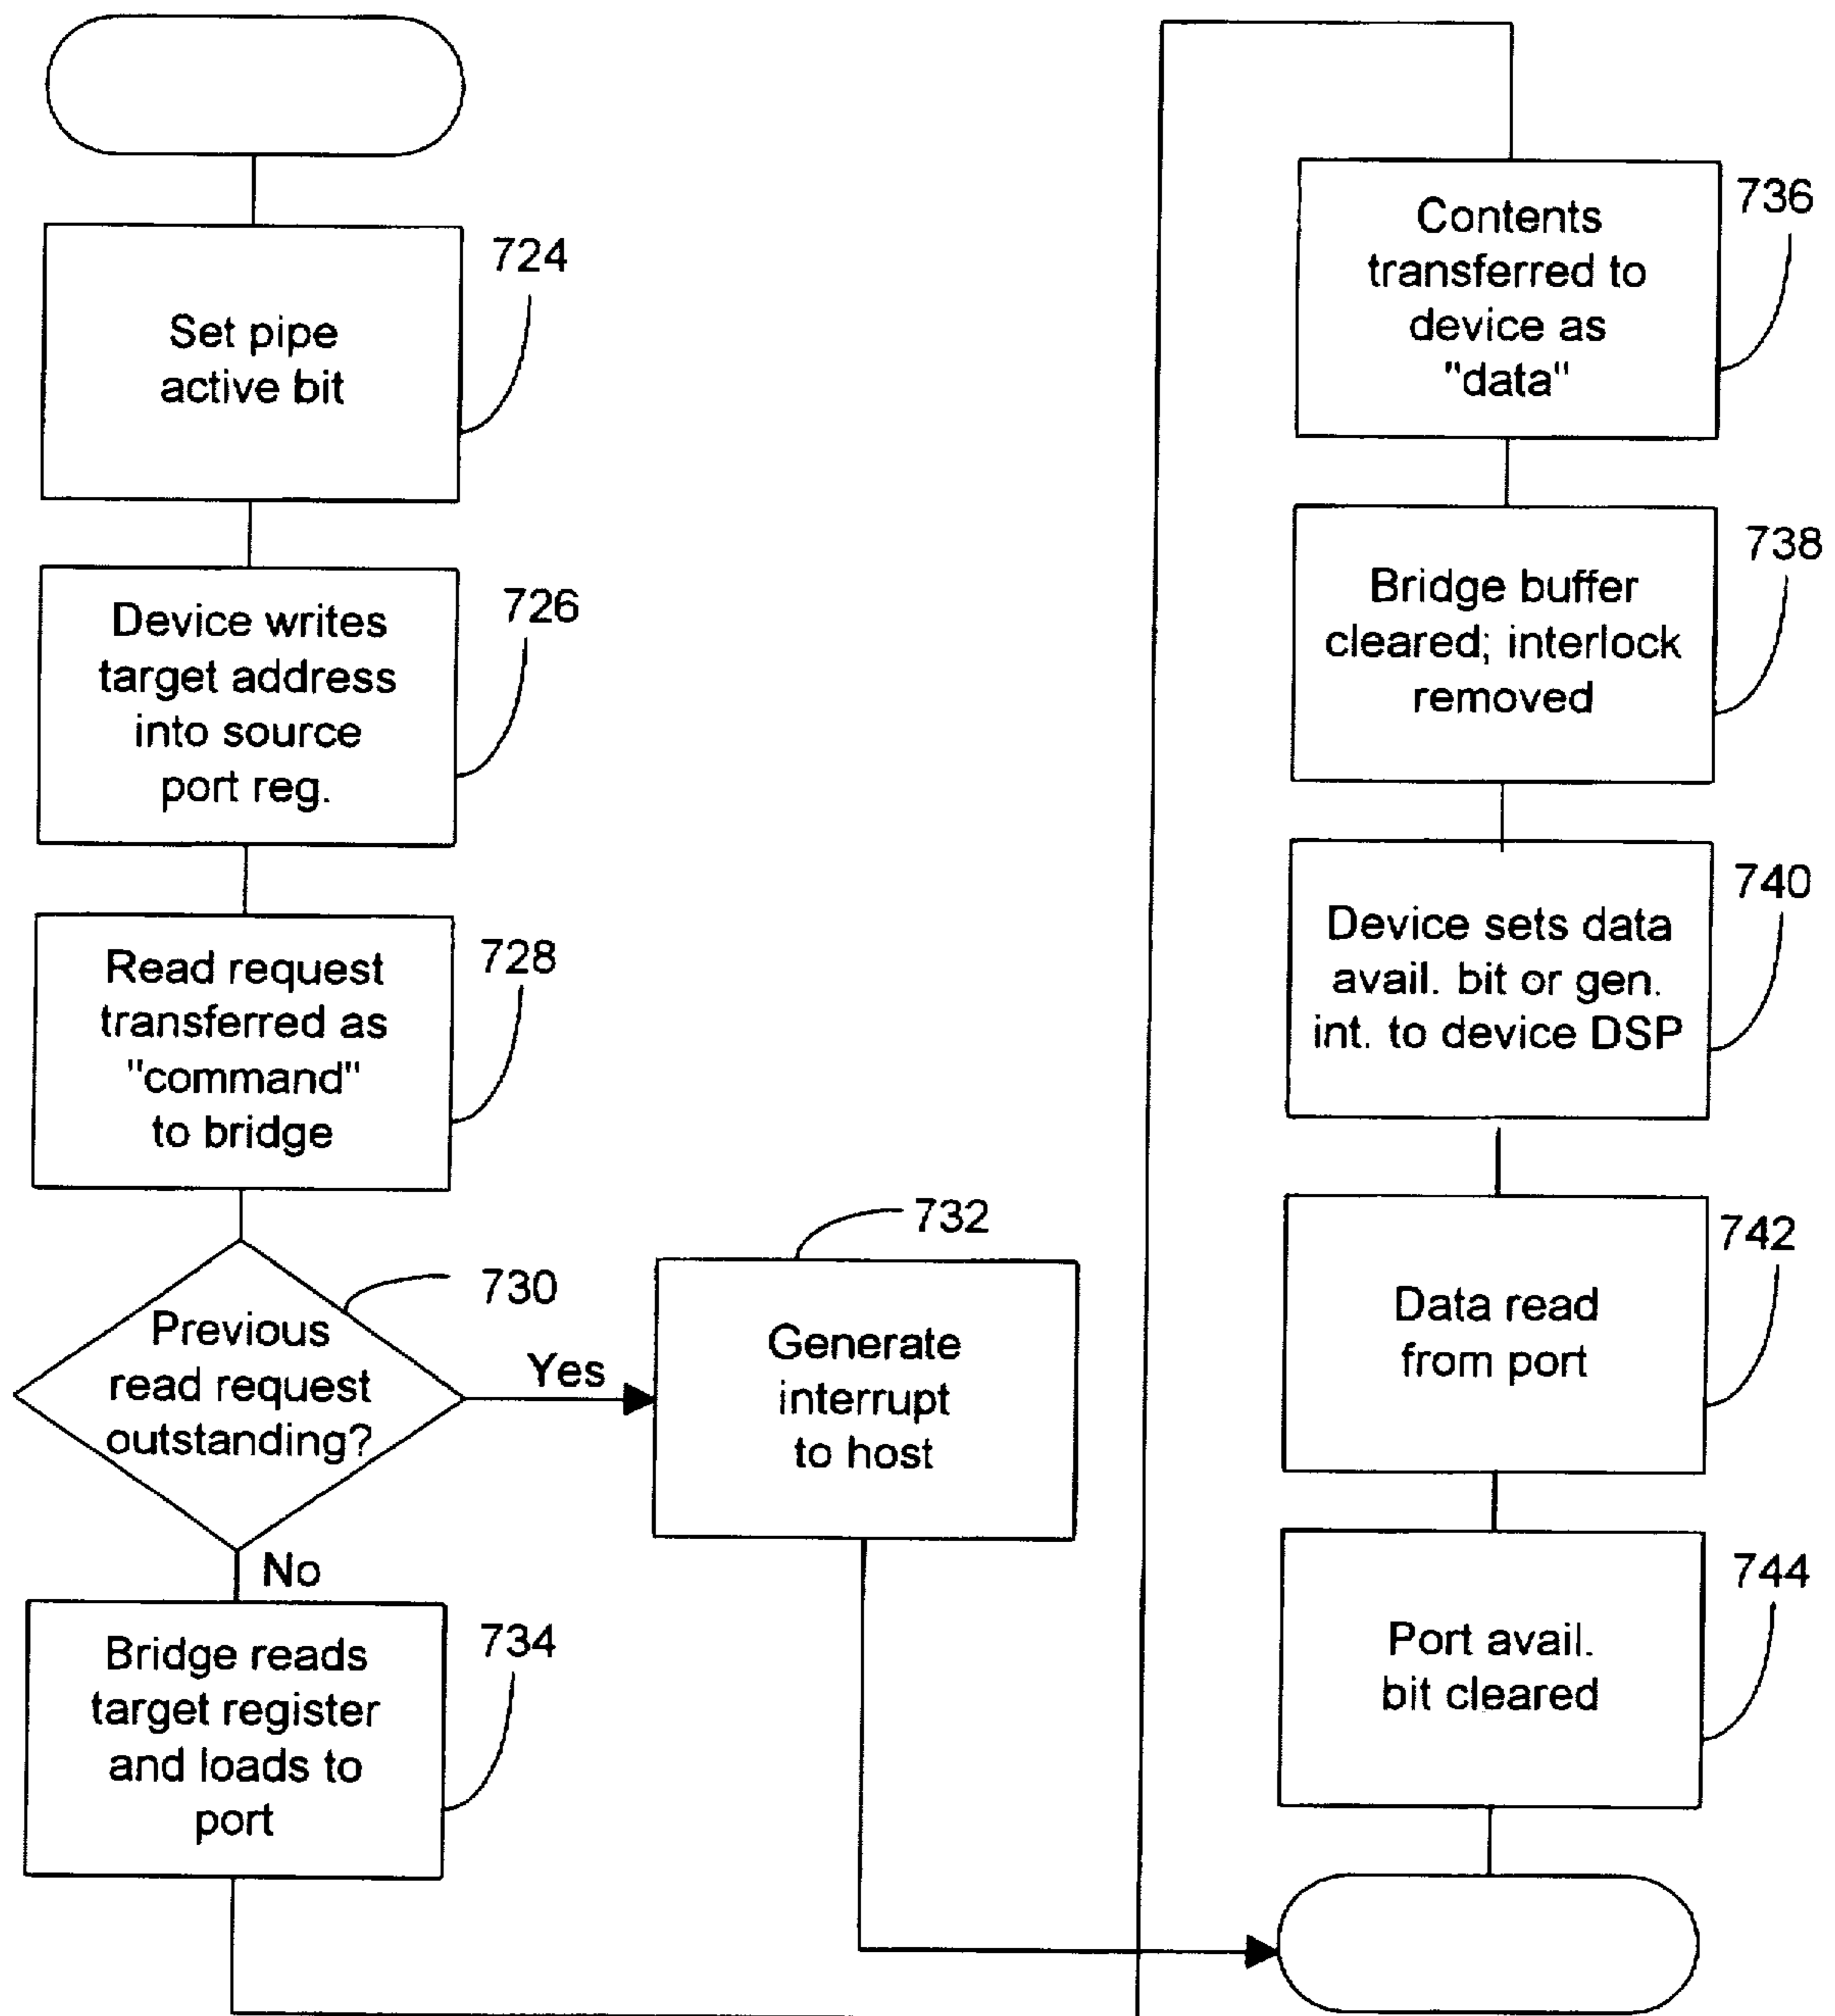 724
Set pipe
active bit
726
Device writes
target address
into source
port reg.
728
Read request
transferred as
"command"
to bridge
730
Previous
read request
outstanding?
Yes
No
732
Generate
interrupt
to host
734
Bridge reads
target register
and loads to
port
736
Contents
transferred to
device as
"data"
738
Bridge buffer
cleared; interlock
removed
740
Device sets data
avail. bit or gen.
int. to device DSP
742
Data read
from port
744
Port avail.
bit cleared